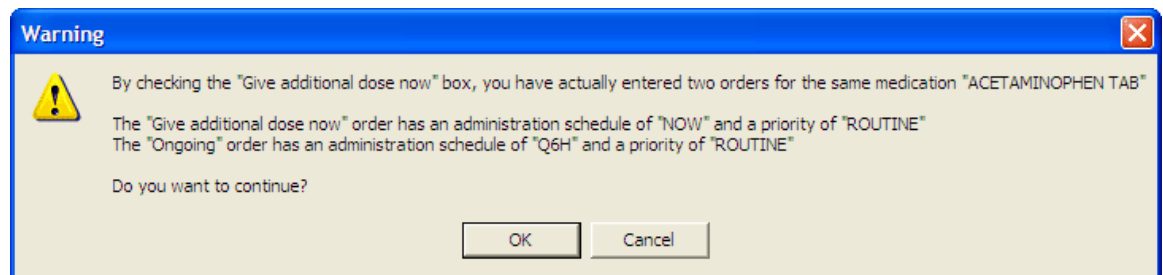 Warning
By checking the "Give additional dose now" box, you have actually entered two orders for the same medication "ACETAMINOPHEN TAB"
The "Give additional dose now" order has an administration schedule of "NOW" and a priority of "ROUTINE"
The "Ongoing" order has an administration schedule of "Q6H" and a priority of "ROUTINE"
Do you want to continue?
OK
Cancel